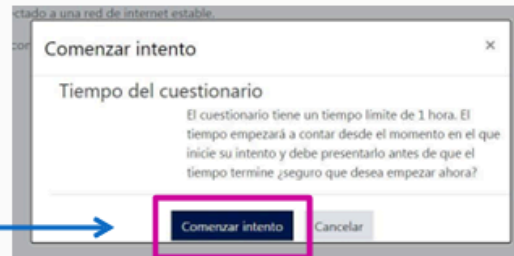 ctado a una red de internet estable.
Comenzar intento ×
Tiempo del cuestionario
El cuestionario tiene un tiempo límite de 1 hora. El
tiempo empezará a contar desde el momento en el que
inicie su intento y debe presentarlo antes de que el
tiempo termine ¿seguro que desea empezar ahora?
Comenzar intento Cancelar